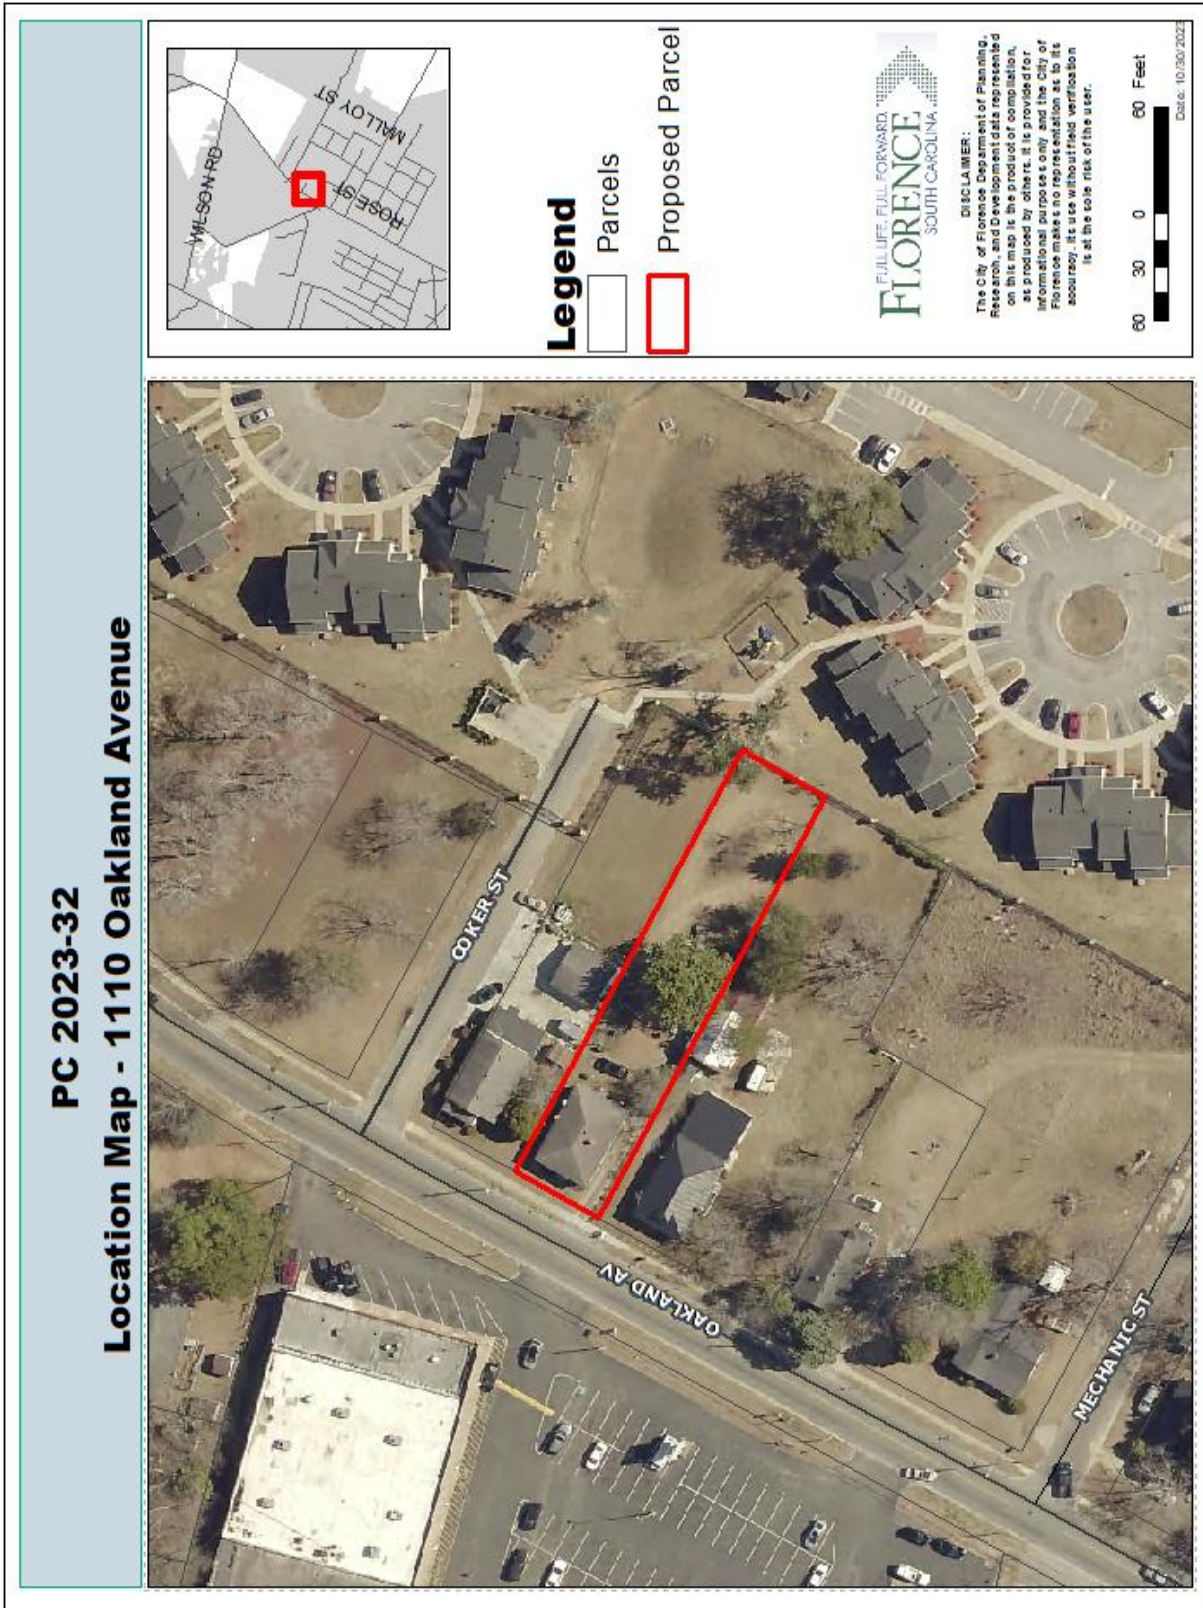 PC 2023-32
Location Map - 1110 Oakland Avenue
WILSON RD
MALLOY ST
ROSE ST
Legend
Parcels
Proposed Parcel
FULL LIFE. FULL FORWARD.
FLORENCE
SOUTH CAROLINA
DISCLAIMER:
The City of Florence Department of Planning,
Research, and Development data represented
on this map is the product of compilation,
as produced by others. It is provided for
informational purposes only and the City of
Florence makes no representation as to its
accuracy. Its use without field verification
is at the sole risk of the user.
60 30 0 60 Feet
Date: 10/30/2023
COKER ST
OAKLAND AV
MECHANIC ST